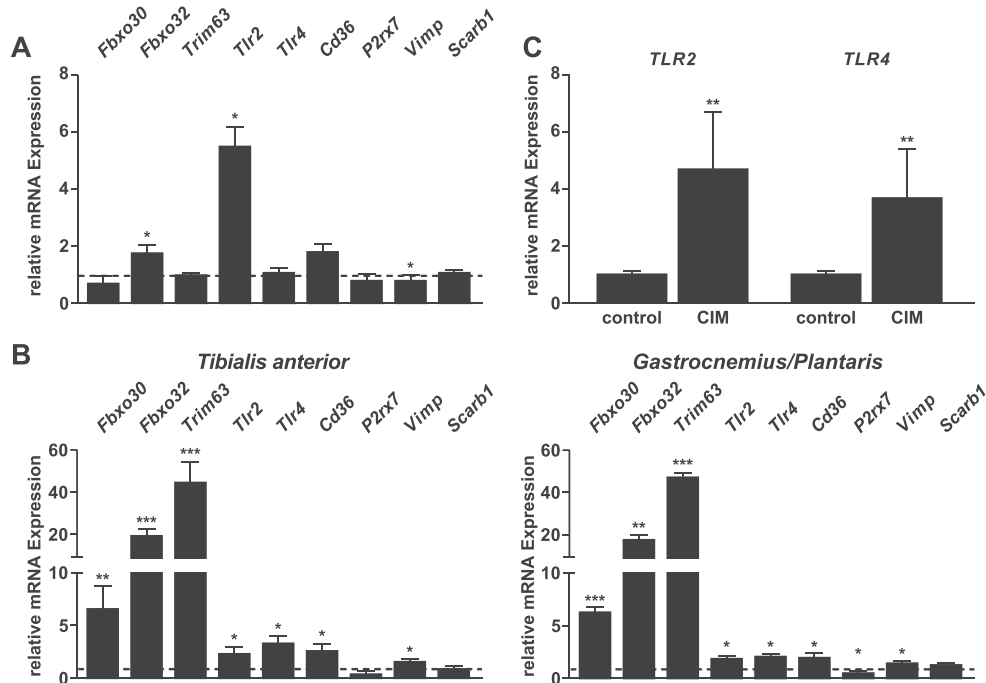 A
Fbxo30 Fbxo32 Trim63 Tlr2 Tlr4 Cd36 P2rx7 Vimp Scarb1
relative mRNA Expression
8
6
4
2
0
* * *
C
TLR2 TLR4
relative mRNA Expression
8
6
4
2
0
** **
control CIM control CIM
B
Tibialis anterior
Fbxo30 Fbxo32 Trim63 Tlr2 Tlr4 Cd36 P2rx7 Vimp Scarb1
relative mRNA Expression
60
40
20
10
5
0
** *** *** * * * *
Gastrocnemius/Plantaris
Fbxo30 Fbxo32 Trim63 Tlr2 Tlr4 Cd36 P2rx7 Vimp Scarb1
relative mRNA Expression
60
40
20
10
5
0
*** ** *** * * * * *